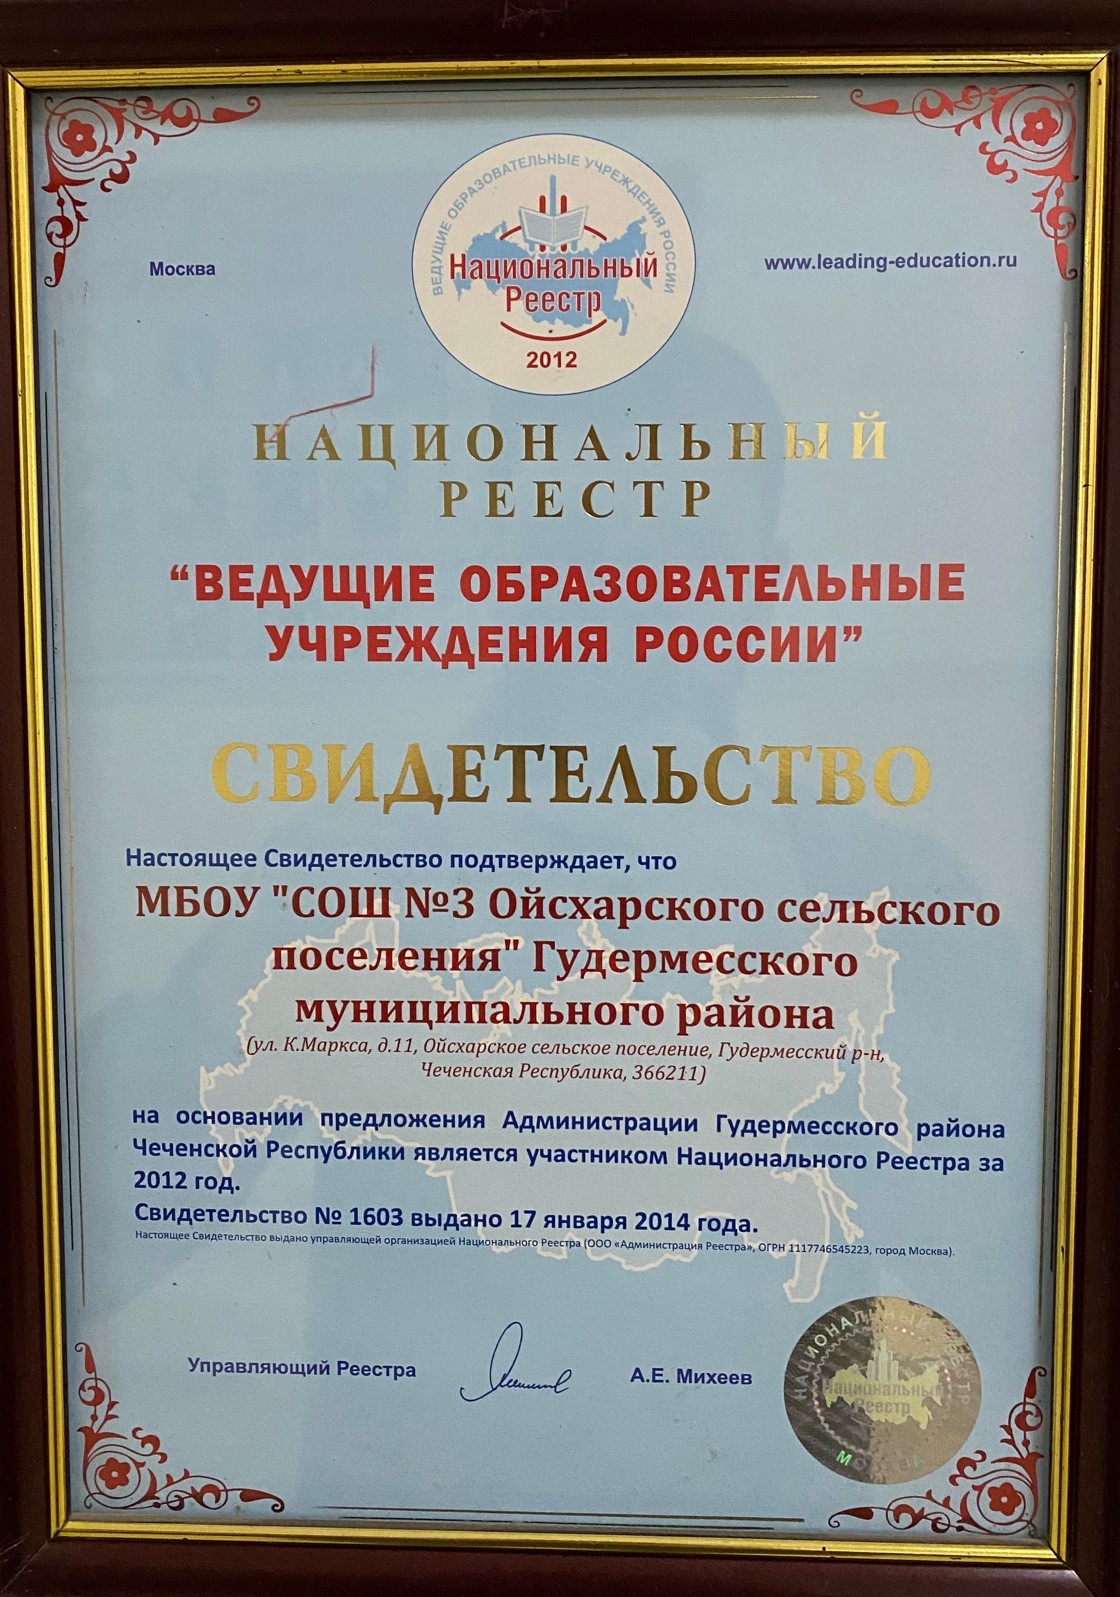 ВЕДУЩИЕ ОБРАЗОВАТЕЛЬНЫЕ УЧРЕЖДЕНИЯ РОССИИ
Национальный
Реестр
2012
Москва
www.leading-education.ru
НАЦИОНАЛЬНЫЙ
РЕЕСТР
“ВЕДУЩИЕ ОБРАЗОВАТЕЛЬНЫЕ
УЧРЕЖДЕНИЯ РОССИИ”
СВИДЕТЕЛЬСТВО
Настоящее Свидетельство подтверждает, что
МБОУ "СОШ №3 Ойсхарского сельского
поселения" Гудермесского
муниципального района
(ул. К.Маркса, д.11, Ойсхарское сельское поселение, Гудермесский р-н,
Чеченская Республика, 366211)
на основании предложения Администрации Гудермесского района
Чеченской Республики является участником Национального Реестра за
2012 год.
Свидетельство № 1603 выдано 17 января 2014 года.
Настоящее Свидетельство выдано управляющей организацией Национального Реестра (ООО «Администрация Реестра», ОГРН 1117746545223, город Москва).
Управляющий Реестра
А.Е. Михеев
НАЦИОНАЛЬНЫЙ
Национальный
Реестр